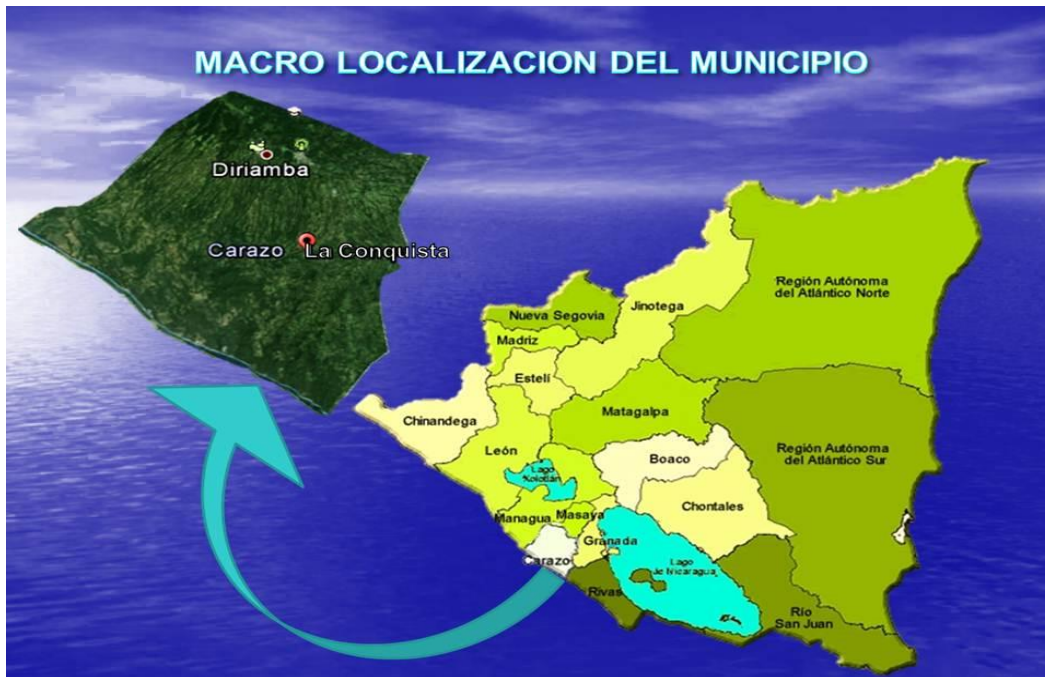 MACRO LOCALIZACION DEL MUNICIPIO
Diriamba
Carazo
La Conquista
Región Autónoma
del Atlántico Norte
Jinotega
Nueva Segovia
Madriz
Estelí
Chinandega
Matagalpa
León
Región Autónoma
del Atlántico Sur
Boaco
Lago
Xolotlán
Chontales
Managua
Masaya
Granada
Carazo
Lago
de Nicaragua
Rivas
Río
San Juan